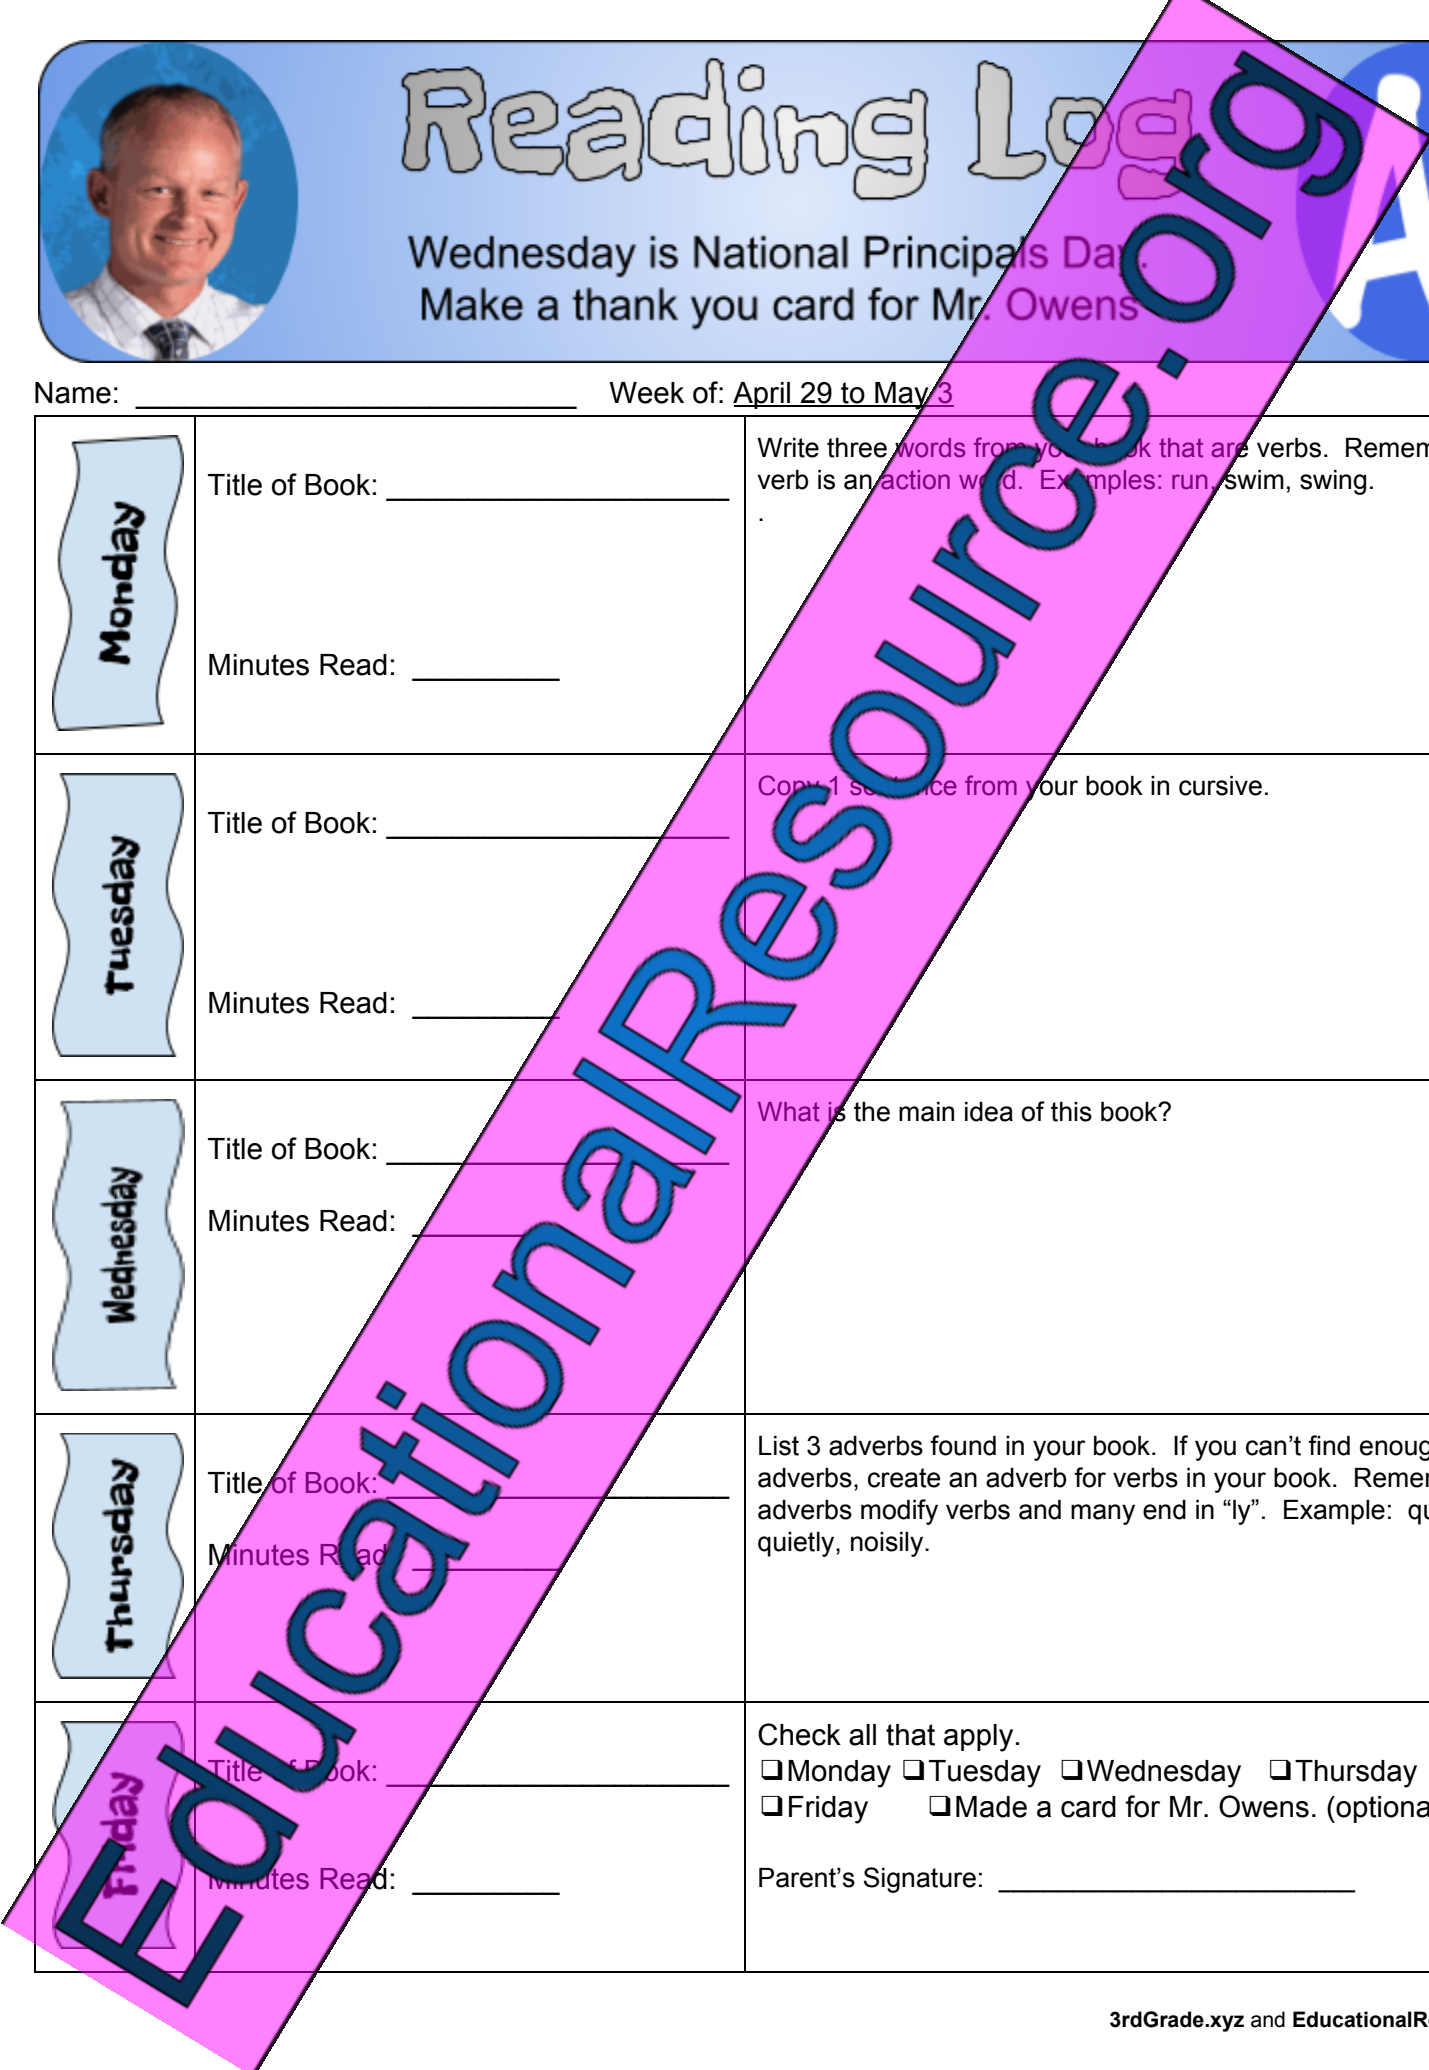 Reading Log
Wednesday is National Principals Day.
Make a thank you card for Mr. Owens
Name: Week of: April 29 to May 3
Monday
Title of Book:
Minutes Read:
Write three words from your book that are verbs. Remem
verb is an action word. Examples: run, swim, swing.
.
Tuesday
Title of Book:
Minutes Read:
Copy 1 sentence from your book in cursive.
Wednesday
Title of Book:
Minutes Read:
What is the main idea of this book?
Thursday
Title of Book:
Minutes Read:
List 3 adverbs found in your book. If you can’t find enoug
adverbs, create an adverb for verbs in your book. Remem
adverbs modify verbs and many end in “ly”. Example: qu
quietly, noisily.
Friday
Title of Book:
Minutes Read:
Check all that apply.
❑Monday ❑Tuesday ❑Wednesday ❑Thursday
❑Friday ❑Made a card for Mr. Owens. (optiona
Parent’s Signature:
3rdGrade.xyz and EducationalRe
EducationalResource.org